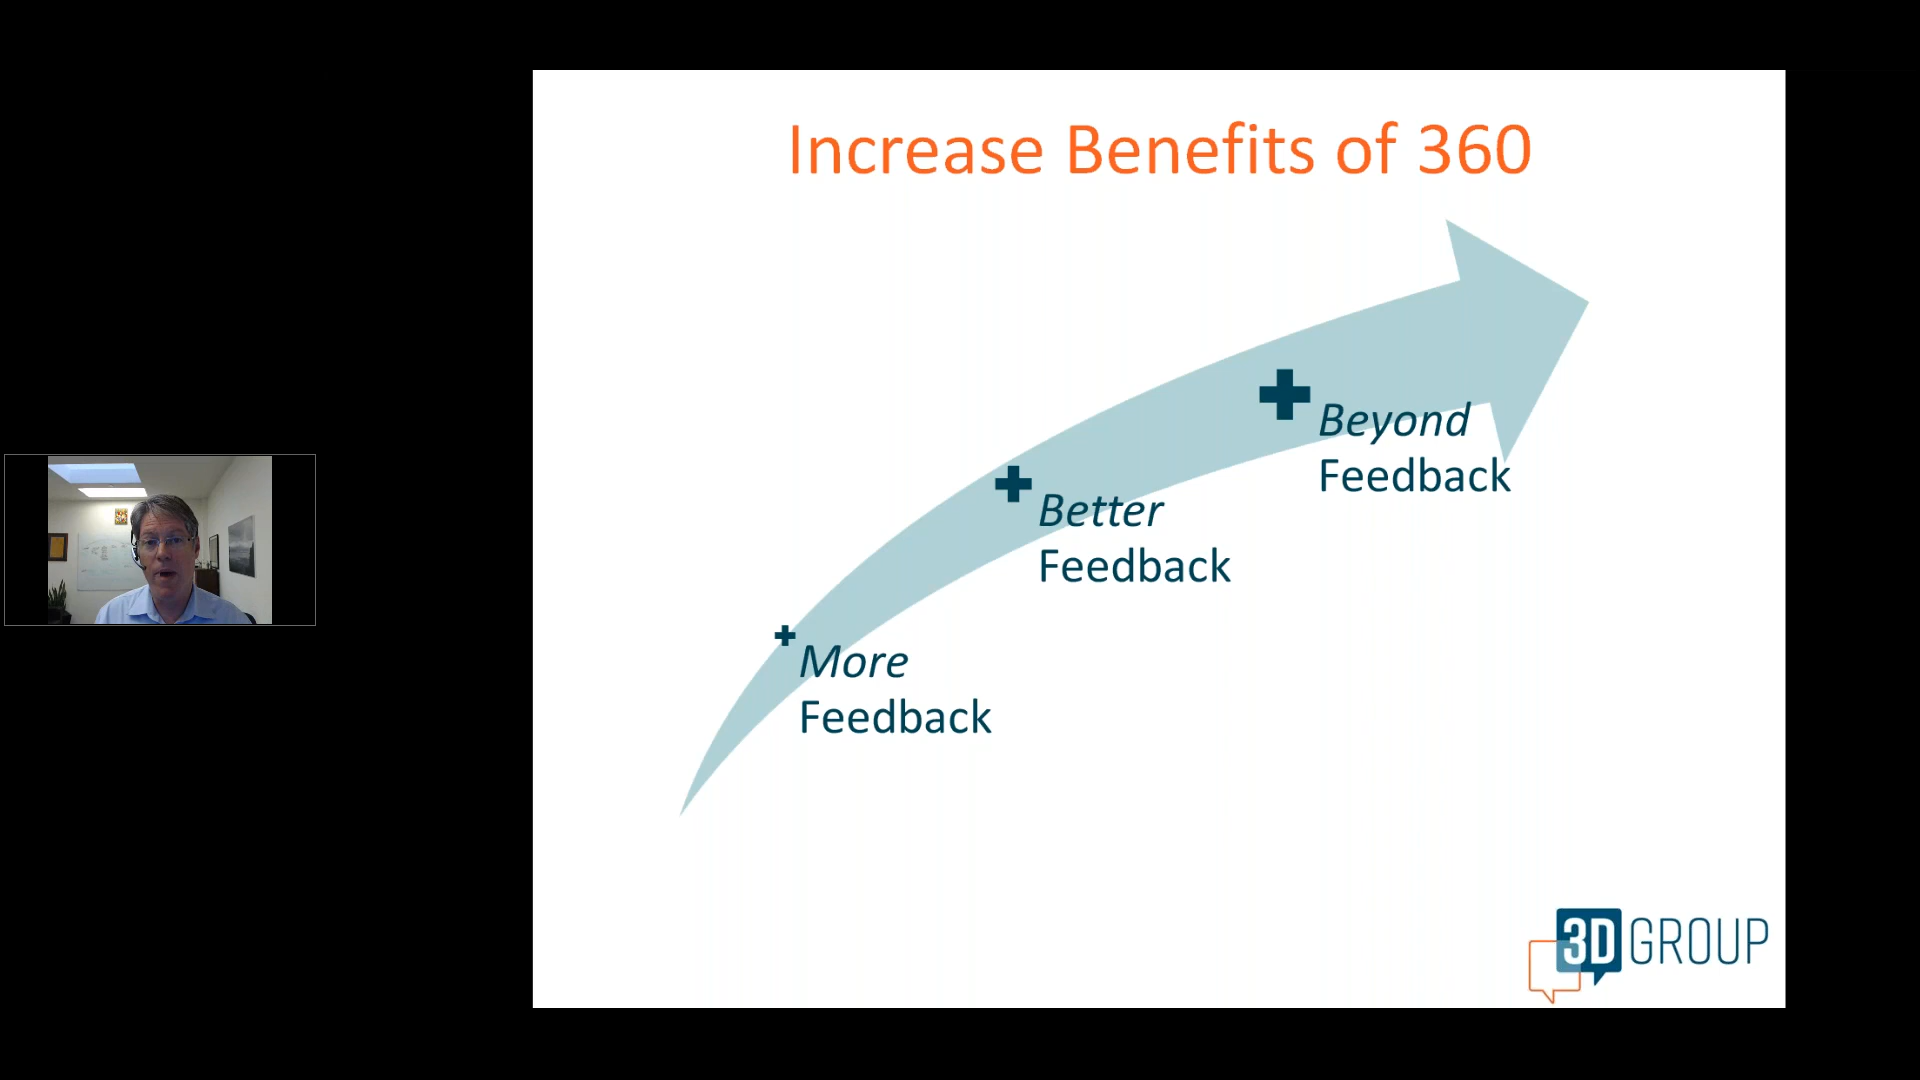 Increase Benefits of 360
Beyond
Feedback
Better
Feedback
More
Feedback
3D GROUP